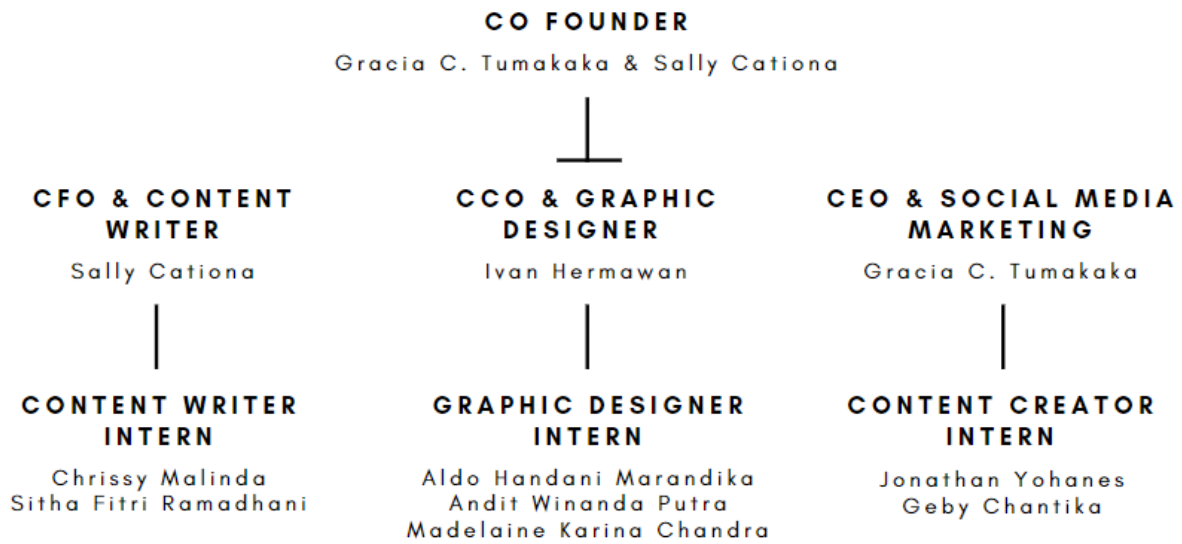 CO FOUNDER
Gracia C. Tumakaka & Sally Cationa
CFO & CONTENT
WRITER
Sally Cationa
CCO & GRAPHIC
DESIGNER
Ivan Hermawan
CEO & SOCIAL MEDIA
MARKETING
Gracia C. Tumakaka
CONTENT WRITER
INTERN
Chrissy Malinda
Sitha Fitri Ramadhani
GRAPHIC DESIGNER
INTERN
Aldo Handani Marandika
Andit Winanda Putra
Madelaine Karina Chandra
CONTENT CREATOR
INTERN
Jonathan Yohanes
Geby Chantika